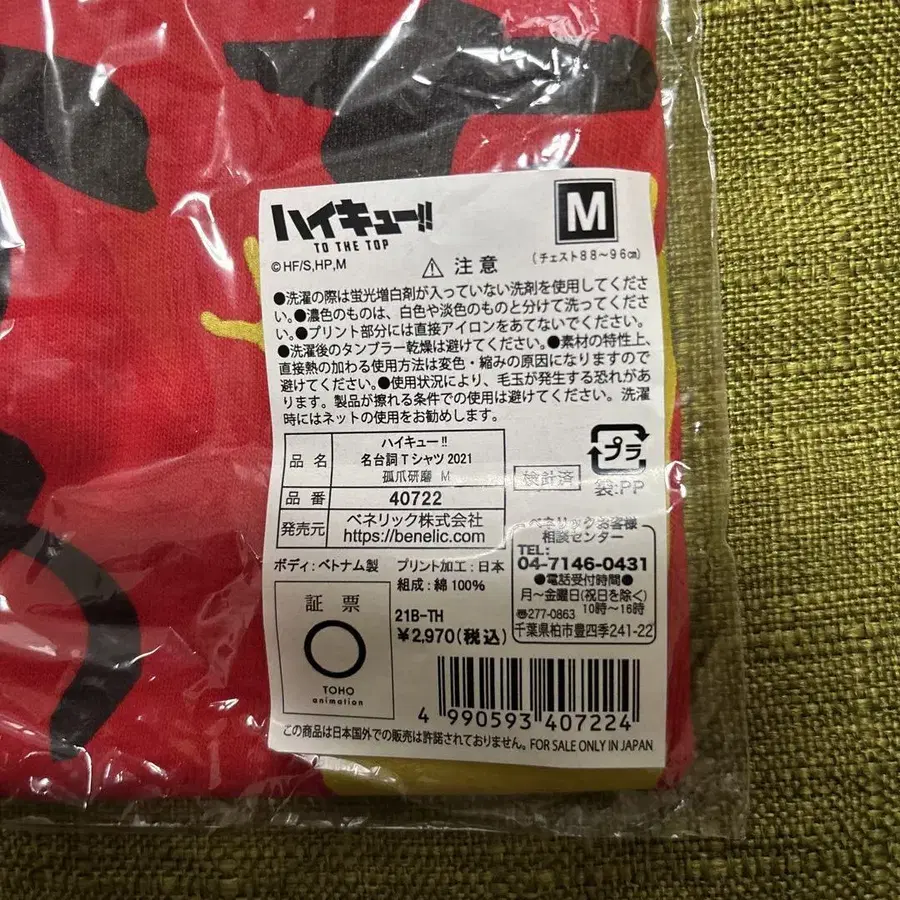 ハイキュー!!
TO THE TOP
©HF/S,HP,M
M
(チェスト88〜96㎝)
⚠ 注意
●洗濯の際は蛍光増白剤が入っていない洗剤を使用してくださ
い。●濃色のものは、白色や淡色のものと分けて洗ってくださ
い。●プリント部分には直接アイロンをあてないでください。
●洗濯後のタンブラー乾燥は避けてください。●素材の特性上、
直接熱の加わる使用方法は変色・縮みの原因になりますので
避けてください。●使用状況により、毛玉が発生する恐れがあ
ります。製品が擦れる条件での使用は避けてください。洗濯
時にはネットの使用をお勧めします。
品名
ハイキュー!!
名台詞Tシャツ2021
孤爪研磨 M
品番
40722
発売元
ベネリック株式会社
https://benelic.com
検針済
プラ
袋:PP
ベネリックお客様
相談センター
TEL:
04-7146-0431
●電話受付時間●
月〜金曜日(祝日を除く)
〠277-0863 10時〜16時
千葉県柏市豊四季241-22
ボディ:ベトナム製 プリント加工:日本
組成:綿100%
証票
TOHO
animation
21B-TH
¥2,970(税込)
4 990593 407224
この商品は日本国外での販売は許諾されておりません。FOR SALE ONLY IN JAPAN